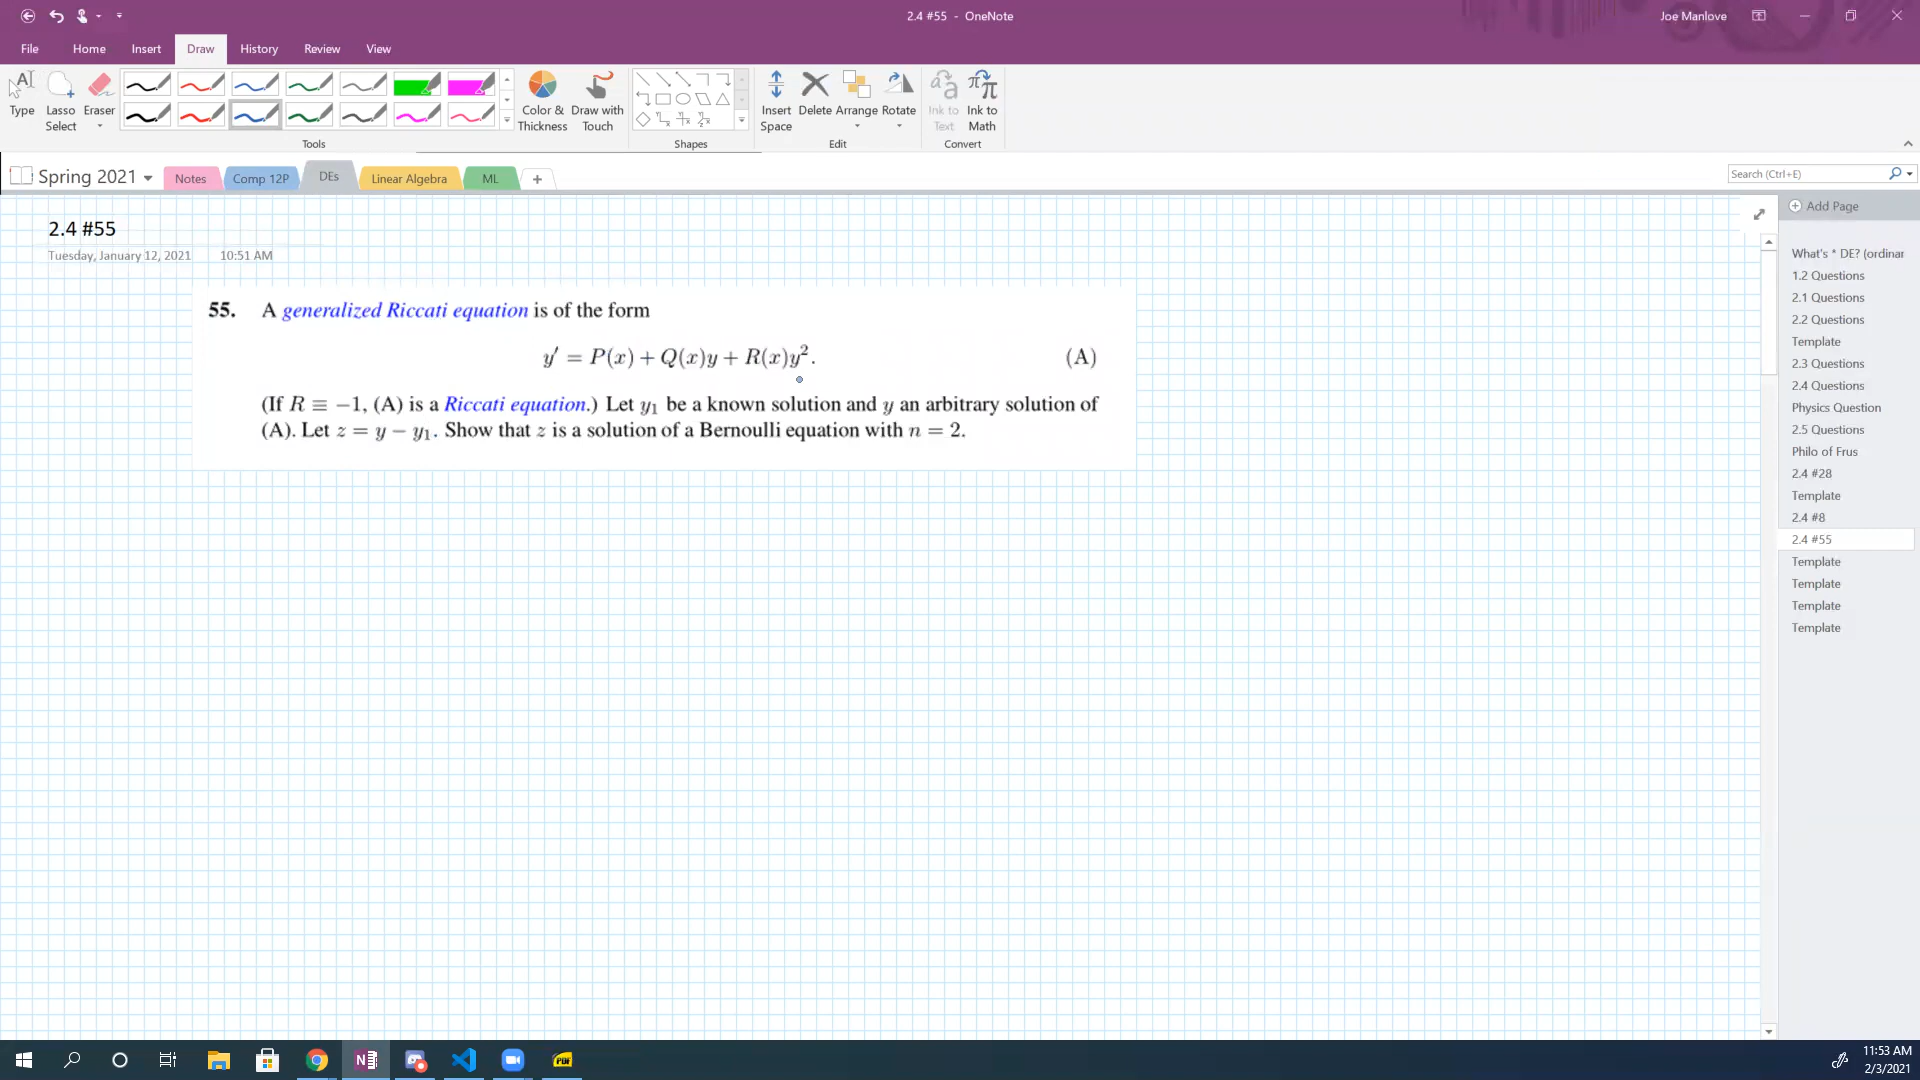 2.4 #55 - OneNote
Joe Manlove
File Home Insert Draw History Review View
Type
Lasso Select
Eraser
Color & Thickness
Draw with Touch
Insert Space
Delete
Arrange
Rotate
Ink to Text
Ink to Math
Tools
Shapes
Edit
Convert
Spring 2021
Notes
Comp 12P
DEs
Linear Algebra
ML
Search (Ctrl+E)
2.4 #55
Tuesday, January 12, 2021 10:51 AM
55. A generalized Riccati equation is of the form
y′ = P(x) + Q(x)y + R(x)y². (A)
(If R ≡ −1, (A) is a Riccati equation.) Let y₁ be a known solution and y an arbitrary solution of
(A). Let z = y − y₁. Show that z is a solution of a Bernoulli equation with n = 2.
Add Page
What's * DE? (ordinar
1.2 Questions
2.1 Questions
2.2 Questions
Template
2.3 Questions
2.4 Questions
Physics Question
2.5 Questions
Philo of Frus
2.4 #28
Template
2.4 #8
2.4 #55
Template
Template
Template
Template
PDF
11:53 AM
2/3/2021